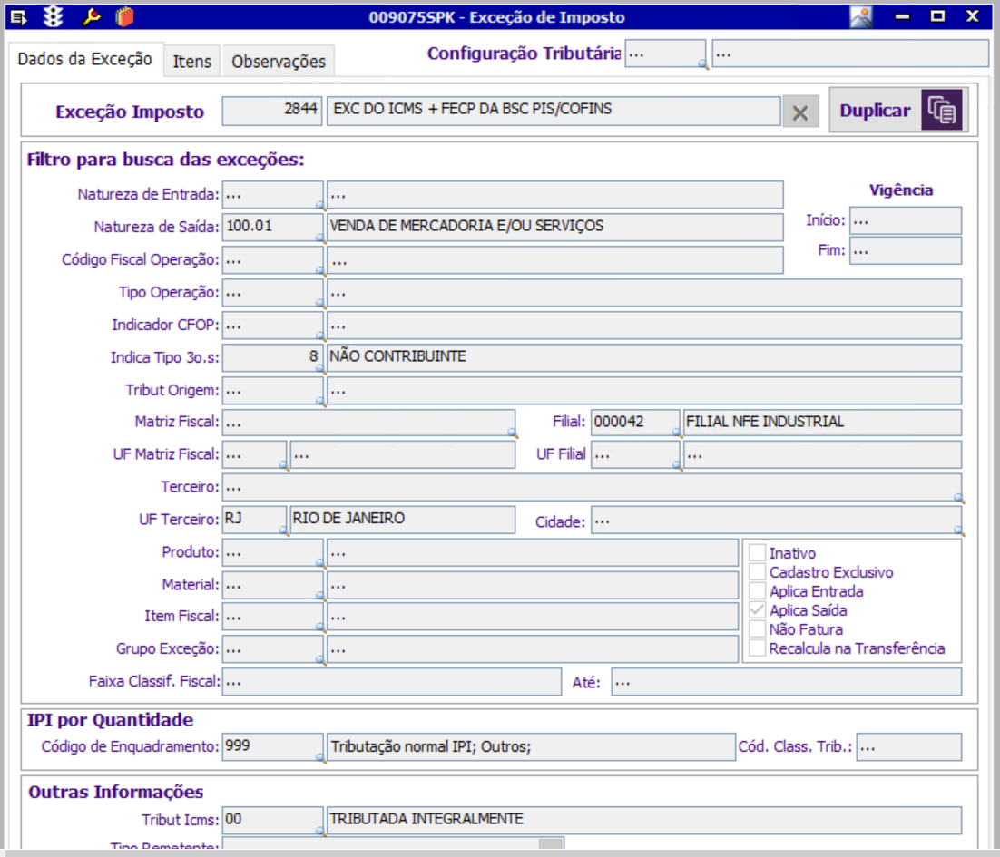 009075SPK - Exceção de Imposto
Dados da Exceção Itens Observações Configuração Tributária ... ...
Exceção Imposto 2844 EXC DO ICMS + FECP DA BSC PIS/COFINS X Duplicar
Filtro para busca das exceções:
Natureza de Entrada: ... ... Vigência
Natureza de Saída: 100.01 VENDA DE MERCADORIA E/OU SERVIÇOS Início: ...
Código Fiscal Operação: ... ... Fim: ...
Tipo Operação: ... ...
Indicador CFOP: ... ...
Indica Tipo 3o.s: 8 NÃO CONTRIBUINTE
Tribut Origem: ... ...
Matriz Fiscal: ... Filial: 000042 FILIAL NFE INDUSTRIAL
UF Matriz Fiscal: ... ... UF Filial ... ...
Terceiro: ...
UF Terceiro: RJ RIO DE JANEIRO Cidade: ...
Produto: ... ... Inativo
Cadastro Exclusivo
Material: ... ... Aplica Entrada
Aplica Saída
Item Fiscal: ... ... Não Fatura
Grupo Exceção: ... ... Recalcula na Transferência
Faixa Classif. Fiscal: ... Até: ...
IPI por Quantidade
Código de Enquadramento: 999 Tributação normal IPI; Outros; Cód. Class. Trib.: ...
Outras Informações
Tribut Icms: 00 TRIBUTADA INTEGRALMENTE
Tipo Remetente: